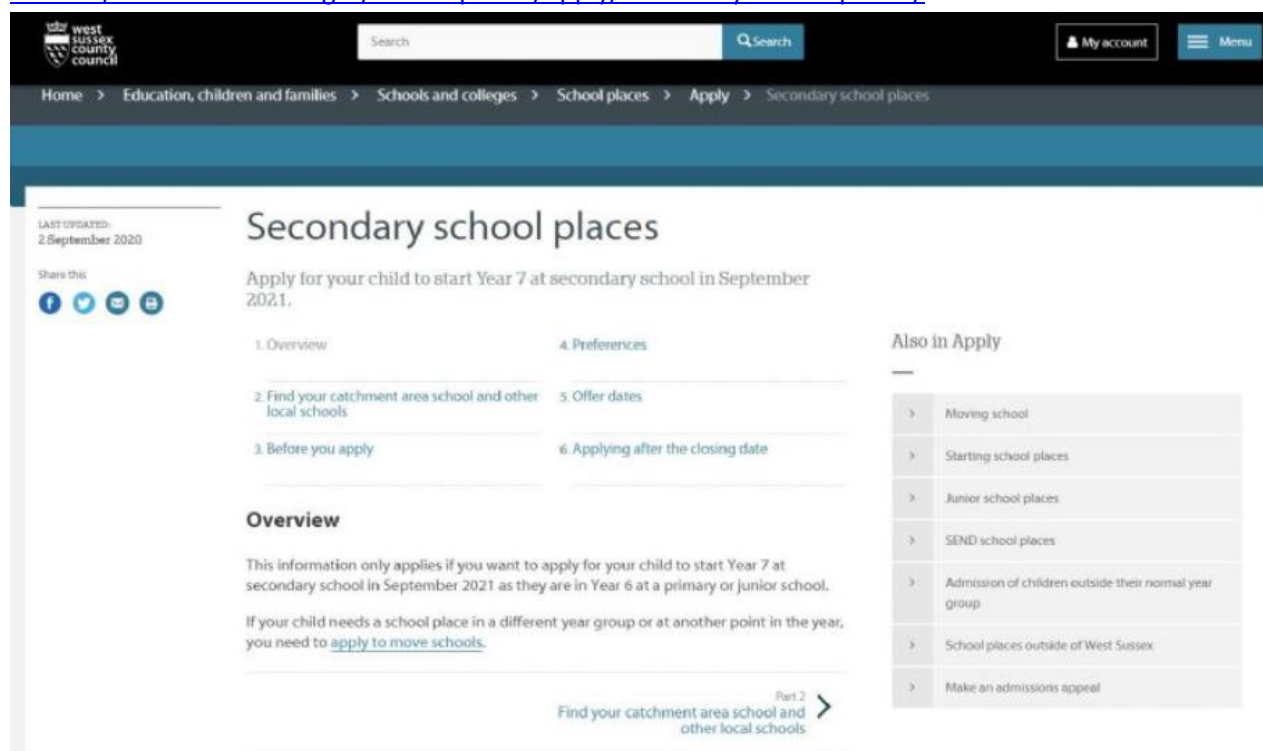 west
sussex
county
council
Search
Search
My account
Menu
Home > Education, children and families > Schools and colleges > School places > Apply > Secondary school places
LAST UPDATED:
2 September 2020
Share this
Secondary school places
Apply for your child to start Year 7 at secondary school in September
2021.
1. Overview
2. Find your catchment area school and other
local schools
3. Before you apply
4. Preferences
5. Offer dates
6. Applying after the closing date
Overview
This information only applies if you want to apply for your child to start Year 7 at
secondary school in September 2021 as they are in Year 6 at a primary or junior school.
If your child needs a school place in a different year group or at another point in the year,
you need to apply to move schools.
Part 2
Find your catchment area school and
other local schools
Also in Apply
Moving school
Starting school places
Junior school places
SEND school places
Admission of children outside their normal year
group
School places outside of West Sussex
Make an admissions appeal